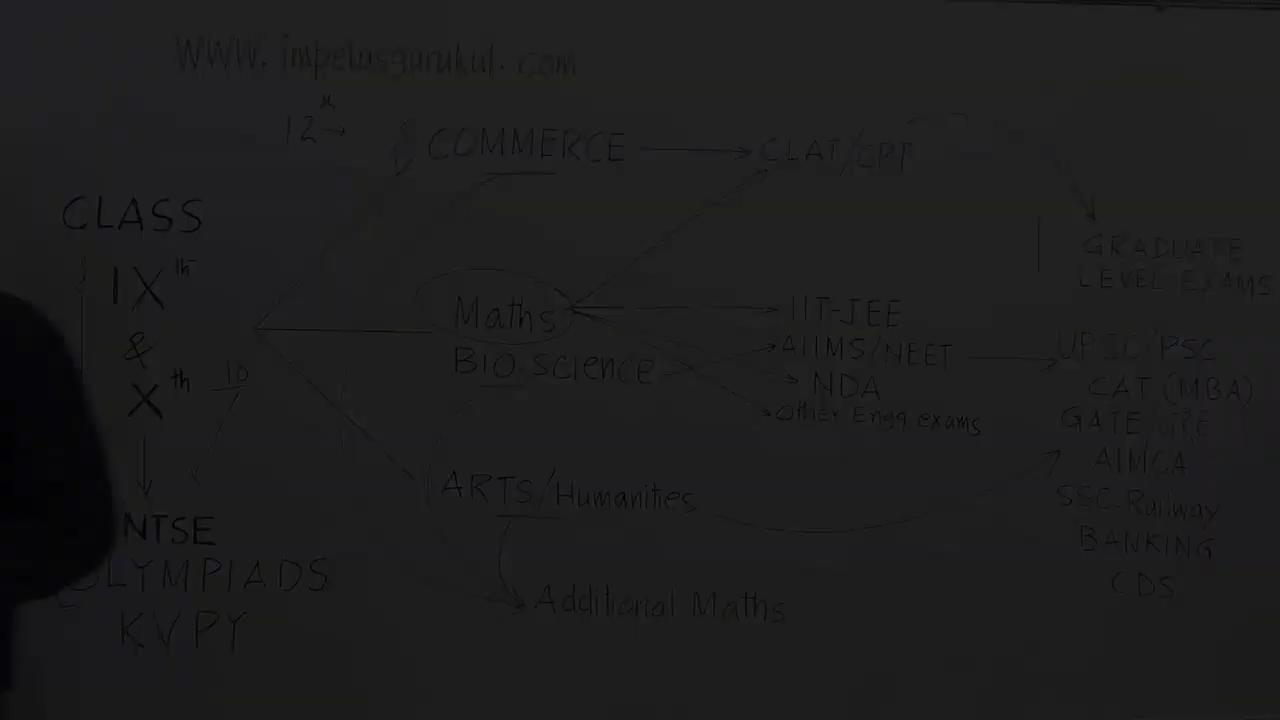 www.impetusgurukul.com
12th →
COMMERCE → CLAT/CPT
CLASS
IXth
&
Xth
10
NTSE
OLYMPIADS
KVPY
Maths
BIO Science
ARTS/Humanities
Additional Maths
IIT-JEE
AIIMS/NEET
NDA
Other Engg exams
GRADUATE
LEVEL EXAMS
UPSC/PSC
CAT (MBA)
GATE/GRE
AIMCA
SSC-Railway
BANKING
CDS